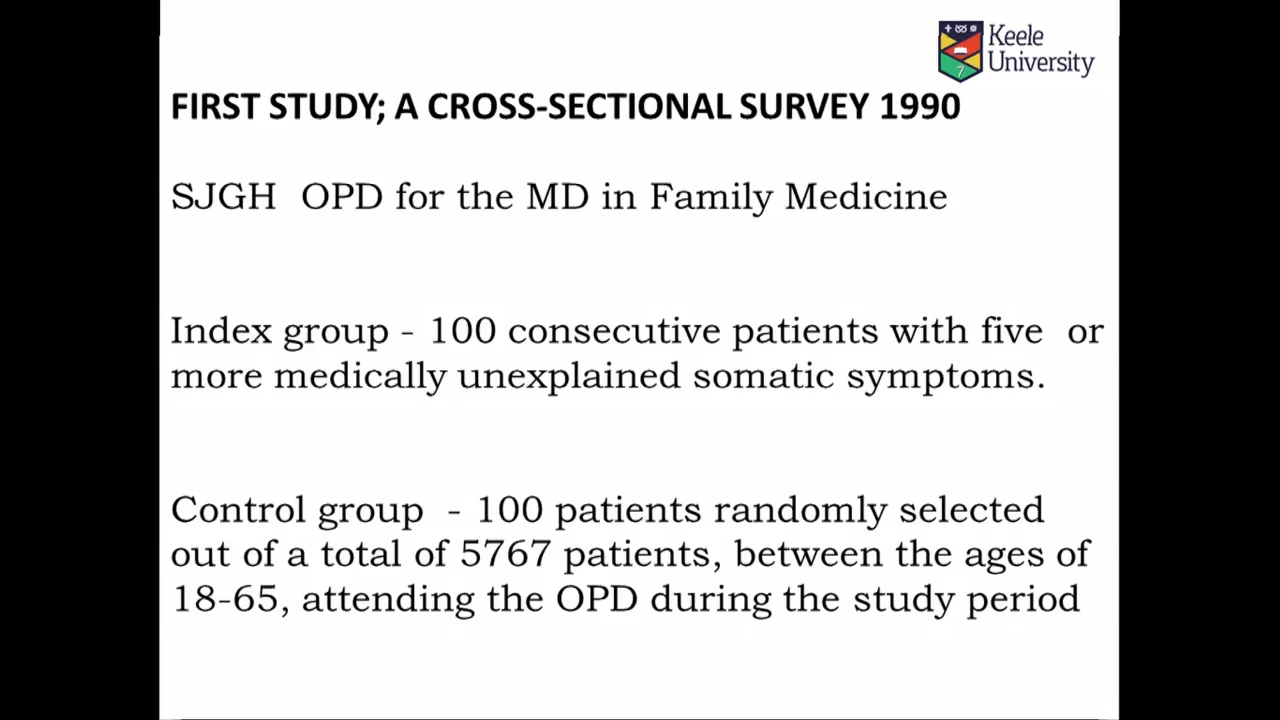 Keele
University
FIRST STUDY; A CROSS-SECTIONAL SURVEY 1990
SJGH OPD for the MD in Family Medicine
Index group - 100 consecutive patients with five or
more medically unexplained somatic symptoms.
Control group - 100 patients randomly selected
out of a total of 5767 patients, between the ages of
18-65, attending the OPD during the study period